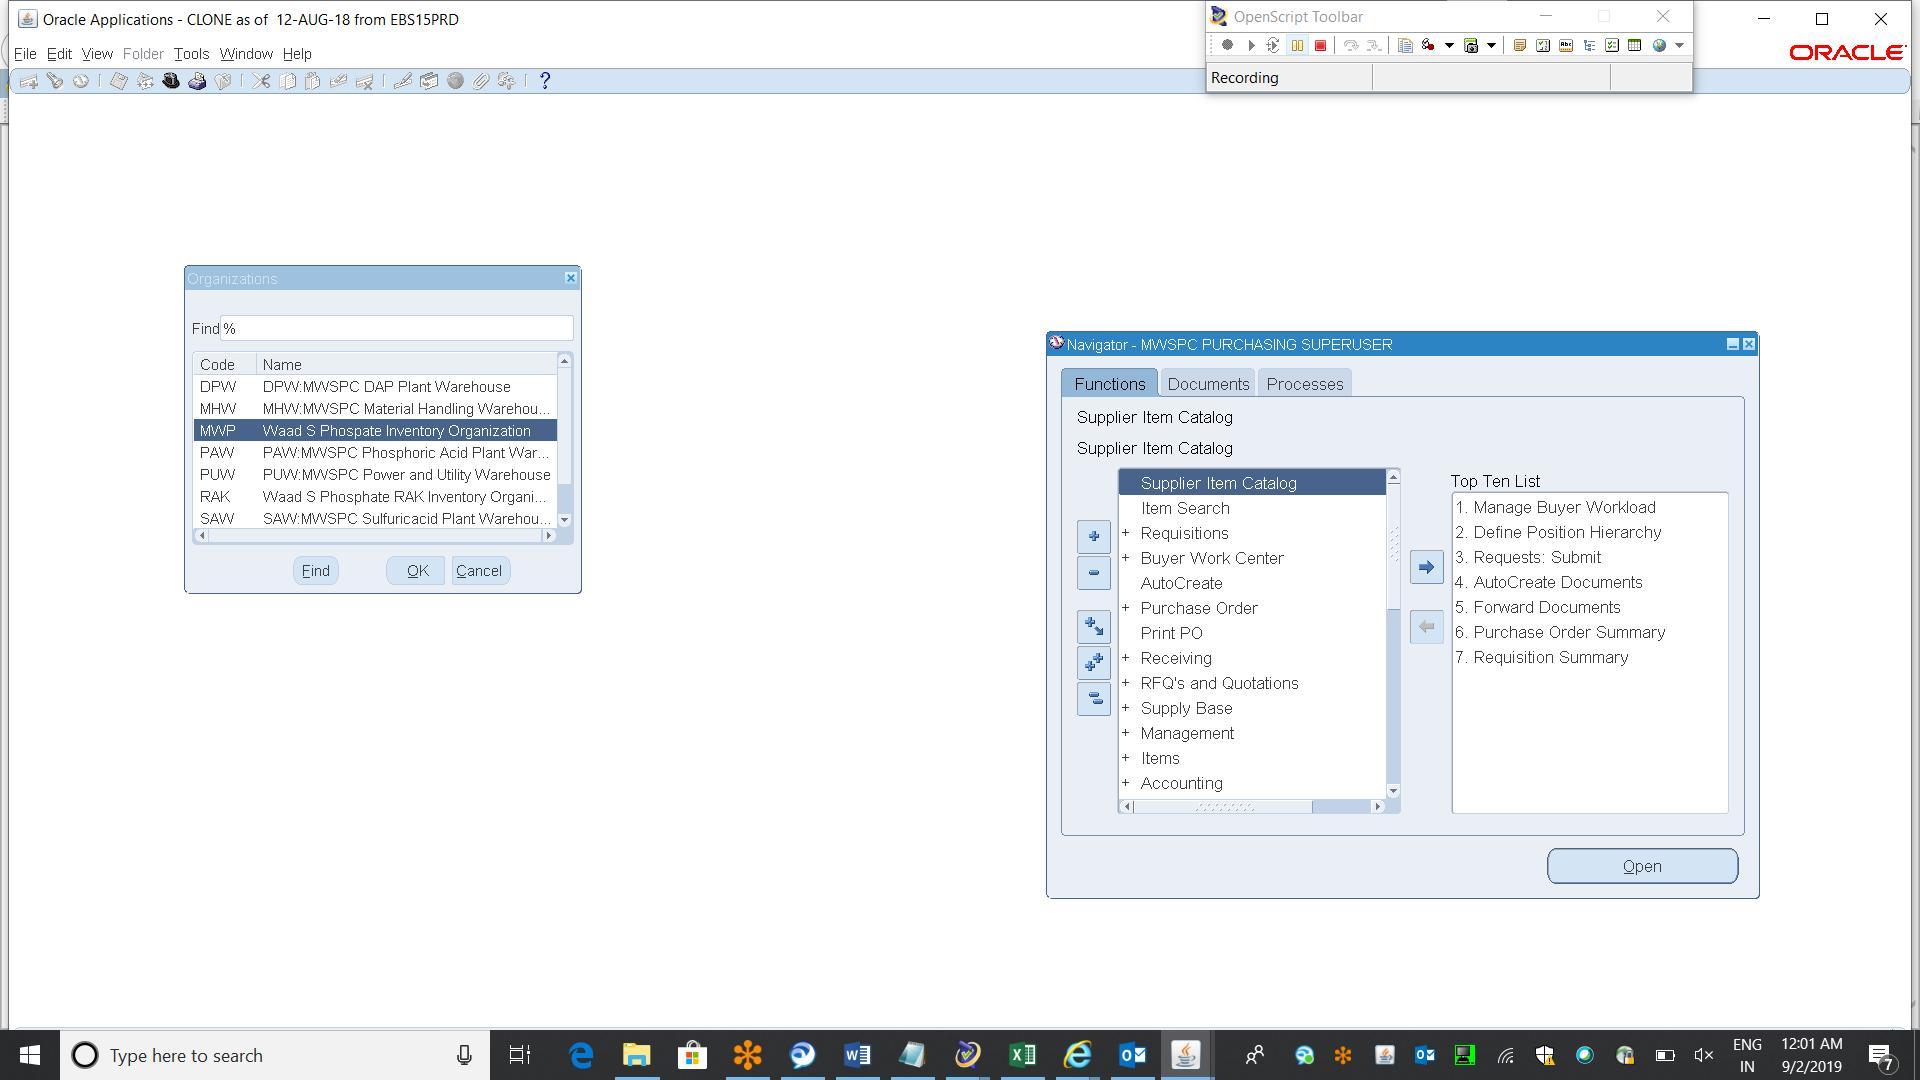 Oracle Applications - CLONE as of  12-AUG-18 from EBS15PRD
File Edit View Folder Tools Window Help
ORACLE
OpenScript Toolbar
Recording
Organizations
Find %
Code Name
DPW DPW:MWSPC DAP Plant Warehouse
MHW MHW:MWSPC Material Handling Warehou...
MWP Waad S Phospate Inventory Organization
PAW PAW:MWSPC Phosphoric Acid Plant War...
PUW PUW:MWSPC Power and Utility Warehouse
RAK Waad S Phosphate RAK Inventory Organi...
SAW SAW:MWSPC Sulfuricacid Plant Warehou...
Find OK Cancel
Navigator - MWSPC PURCHASING SUPERUSER
Functions Documents Processes
Supplier Item Catalog
Supplier Item Catalog
Supplier Item Catalog
Item Search
+ Requisitions
+ Buyer Work Center
AutoCreate
+ Purchase Order
Print PO
+ Receiving
+ RFQ's and Quotations
+ Supply Base
+ Management
+ Items
+ Accounting
Top Ten List
1. Manage Buyer Workload
2. Define Position Hierarchy
3. Requests: Submit
4. AutoCreate Documents
5. Forward Documents
6. Purchase Order Summary
7. Requisition Summary
Open
Type here to search
ENG
IN
12:01 AM
9/2/2019
7